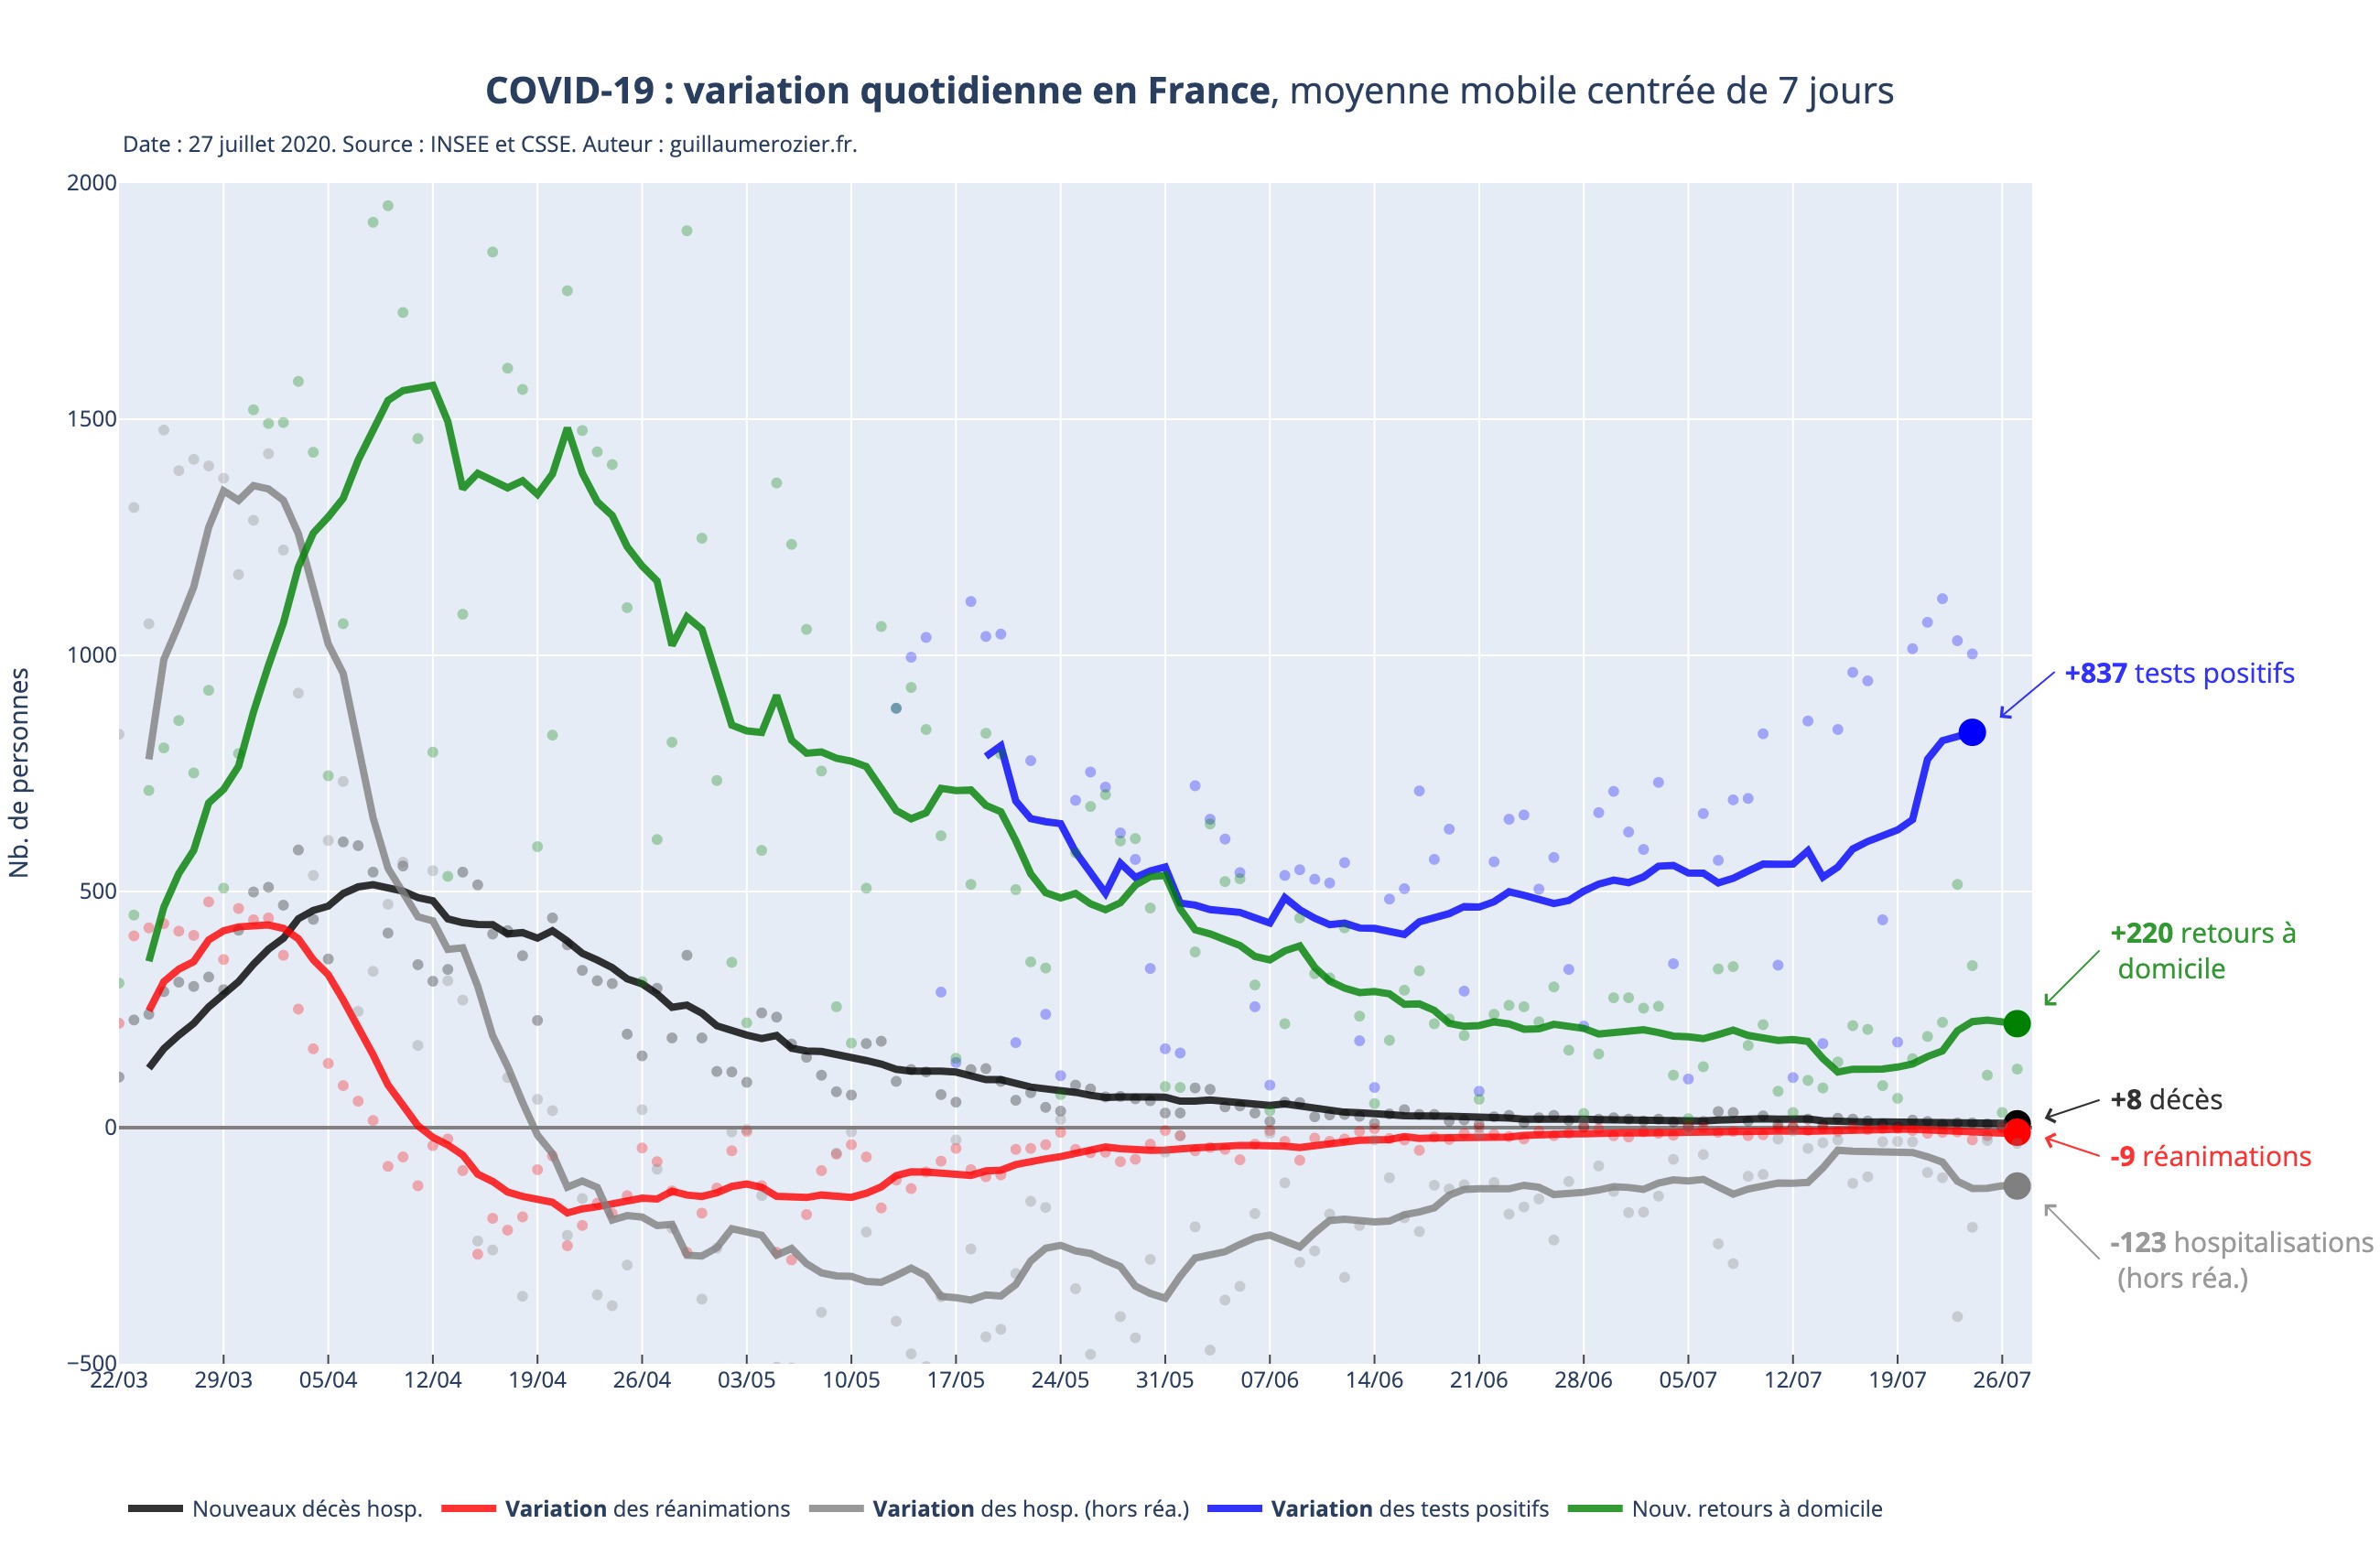 COVID-19 : variation quotidienne en France, moyenne mobile centrée de 7 jours
Date : 27 juillet 2020. Source : INSEE et CSSE. Auteur : guillaumerozier.fr.
Nb. de personnes
2000
1500
1000
500
0
−500
22/03 29/03 05/04 12/04 19/04 26/04 03/05 10/05 17/05 24/05 31/05 07/06 14/06 21/06 28/06 05/07 12/07 19/07 26/07
+837 tests positifs
+220 retours à
domicile
+8 décès
-9 réanimations
-123 hospitalisations
(hors réa.)
Nouveaux décès hosp. Variation des réanimations Variation des hosp. (hors réa.) Variation des tests positifs Nouv. retours à domicile